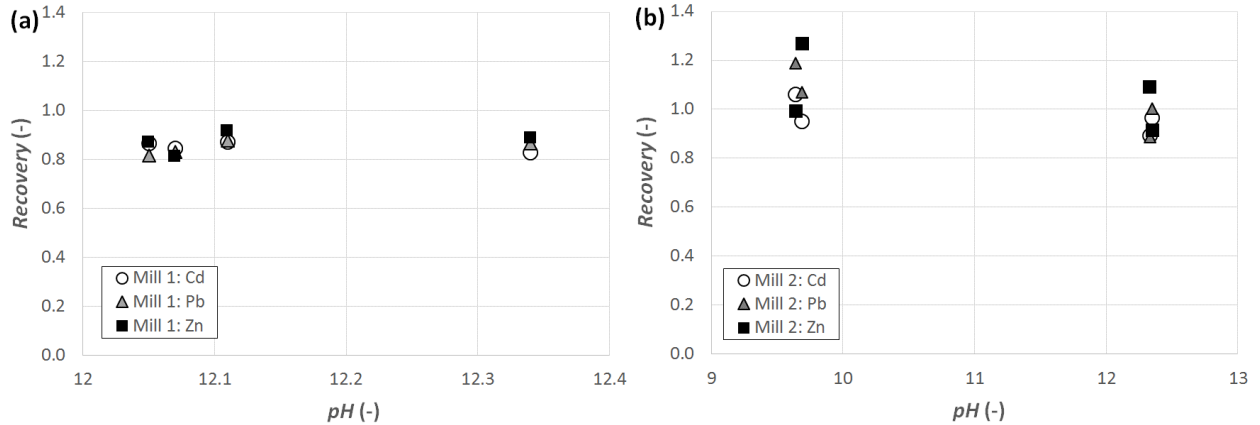 (a)
1.4
1.2
1.0
0.8
0.6
0.4
0.2
0.0
Recovery (-)
12
12.1
12.2
12.3
12.4
pH (-)
Mill 1: Cd
Mill 1: Pb
Mill 1: Zn
(b)
1.4
1.2
1.0
0.8
0.6
0.4
0.2
0.0
Recovery (-)
9
10
11
12
13
pH (-)
Mill 2: Cd
Mill 2: Pb
Mill 2: Zn